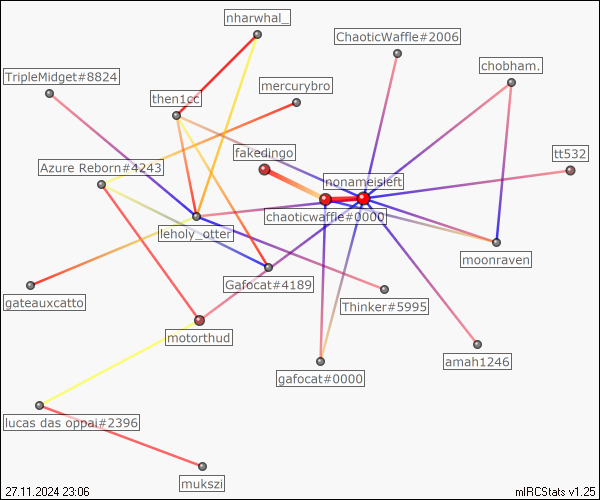 nharwhal_
ChaoticWaffle#2006
chobham.
TripleMidget#8824
mercurybro
then1cc
fakedingo
tt532
Azure Reborn#4243
nonameisleft
chaoticwaffle#0000
leholy_otter
moonraven
Gafocat#4189
gateauxcatto
Thinker#5995
motorthud
amah1246
gafocat#0000
lucas das oppai#2396
mukszi
27.11.2024 23:06
mIRCStats v1.25